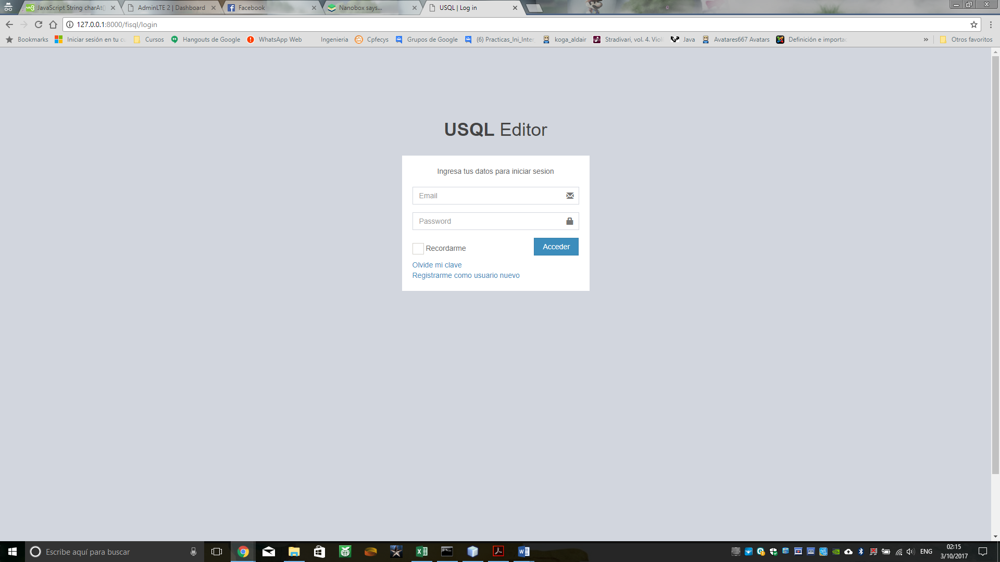 JavaScript String charAt()
AdminLTE 2 | Dashboard
Facebook
Nanobox says...
USQL | Log in
127.0.0.1:8000/fisql/login
Bookmarks
Iniciar sesión en tu cu
Cursos
Hangouts de Google
WhatsApp Web
Ingenieria
Cpfecys
Grupos de Google
(6) Practicas_Ini_Inter
koga_aldair
Stradivari, vol. 4. Viol
Java
Avatares667 Avatars
Definición e importac
»
Otros favoritos
USQL Editor
Ingresa tus datos para iniciar sesion
Email
Password
Recordarme
Acceder
Olvide mi clave
Registrarme como usuario nuevo
Escribe aquí para buscar
ENG
02:15
3/10/2017